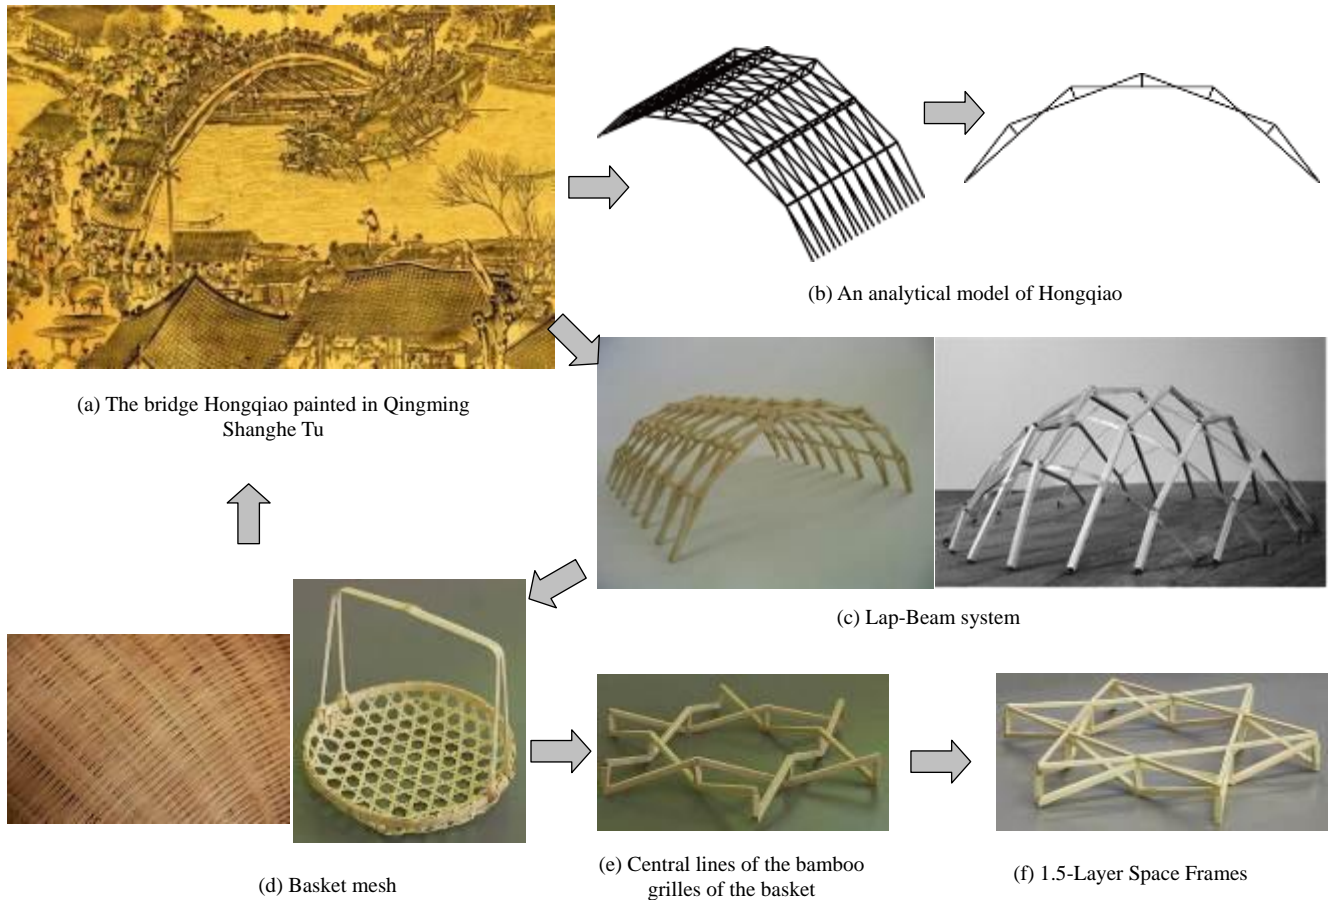 (b) An analytical model of Hongqiao
(a) The bridge Hongqiao painted in Qingming
Shanghe Tu
(c) Lap-Beam system
(d) Basket mesh
(e) Central lines of the bamboo
grilles of the basket
(f) 1.5-Layer Space Frames